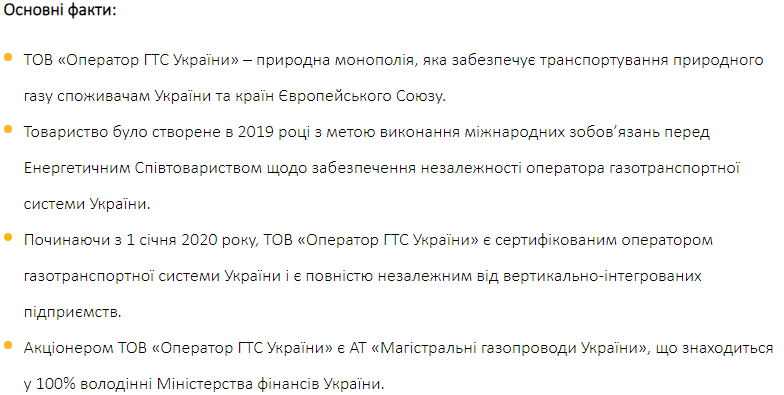 Основні факти:
ТОВ «Оператор ГТС України» – природна монополія, яка забезпечує транспортування природного
газу споживачам України та країн Європейського Союзу.
Товариство було створене в 2019 році з метою виконання міжнародних зобов’язань перед
Енергетичним Співтовариством щодо забезпечення незалежності оператора газотранспортної
системи України.
Починаючи з 1 січня 2020 року, ТОВ «Оператор ГТС України» є сертифікованим оператором
газотранспортної системи України і є повністю незалежним від вертикально-інтегрованих
підприємств.
Акціонером ТОВ «Оператор ГТС України» є АТ «Магістральні газопроводи України», що знаходиться
у 100% володінні Міністерства фінансів України.